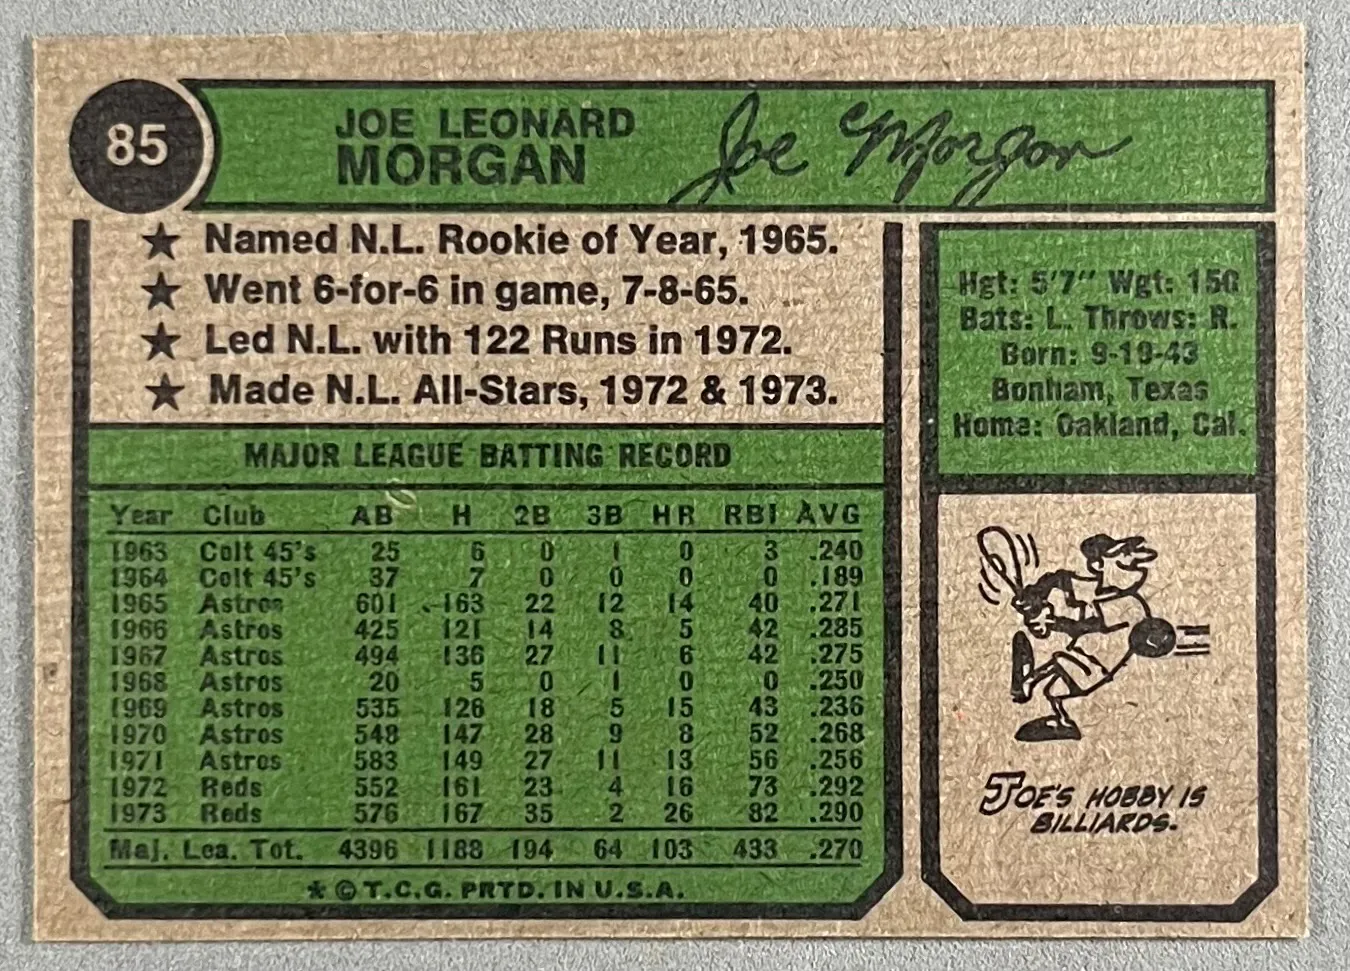 85
JOE LEONARD
MORGAN
Joe Morgan
★ Named N.L. Rookie of Year, 1965.
★ Went 6-for-6 in game, 7-8-65.
★ Led N.L. with 122 Runs in 1972.
★ Made N.L. All-Stars, 1972 & 1973.
Hgt: 5'7" Wgt: 150
Bats: L. Throws: R.
Born: 9-19-43
Bonham, Texas
Home: Oakland, Cal.
MAJOR LEAGUE BATTING RECORD
Year Club AB H 2B 3B HR RBI AVG
1963 Colt 45's 25 6 0 1 0 3 .240
1964 Colt 45's 37 7 0 0 0 0 .189
1965 Astros 601 163 22 12 14 40 .271
1966 Astros 425 121 14 8 5 42 .285
1967 Astros 494 136 27 11 6 42 .275
1968 Astros 20 5 0 1 0 0 .250
1969 Astros 535 126 18 5 15 43 .236
1970 Astros 548 147 28 9 8 52 .268
1971 Astros 583 149 27 11 13 56 .256
1972 Reds 552 161 23 4 16 73 .292
1973 Reds 576 167 35 2 26 82 .290
Maj. Lea. Tot. 4396 1188 194 64 103 433 .270
★ © T.C.G. PRTD. IN U.S.A.
JOE'S HOBBY IS
BILLIARDS.